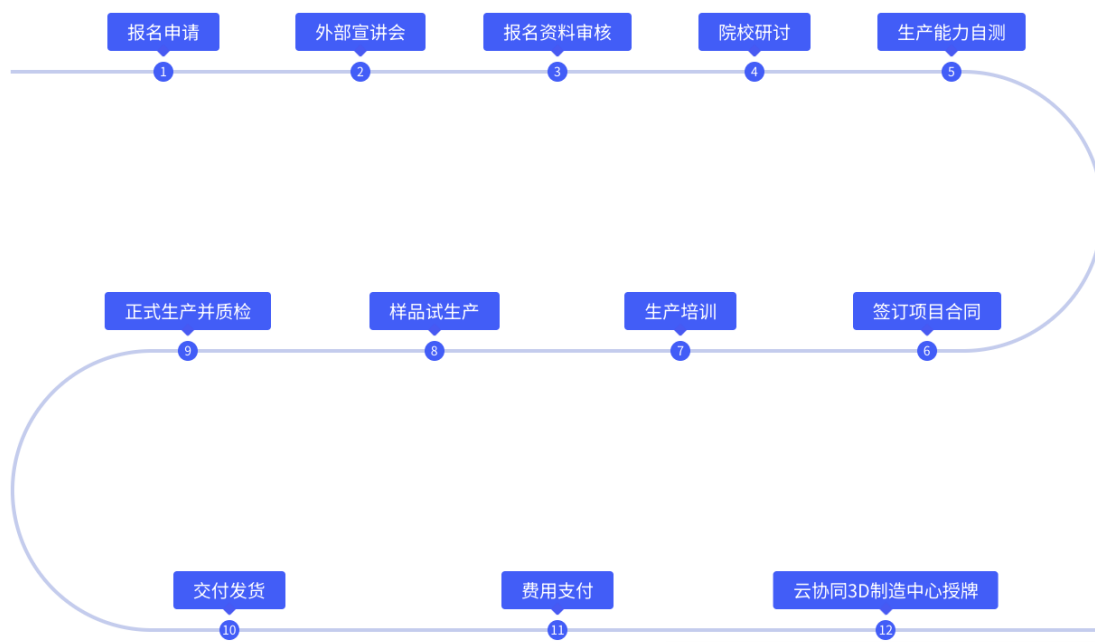 报名申请
1
外部宣讲会
2
报名资料审核
3
院校研讨
4
生产能力自测
5
签订项目合同
6
生产培训
7
样品试生产
8
正式生产并质检
9
交付发货
10
费用支付
11
云协同3D制造中心授牌
12